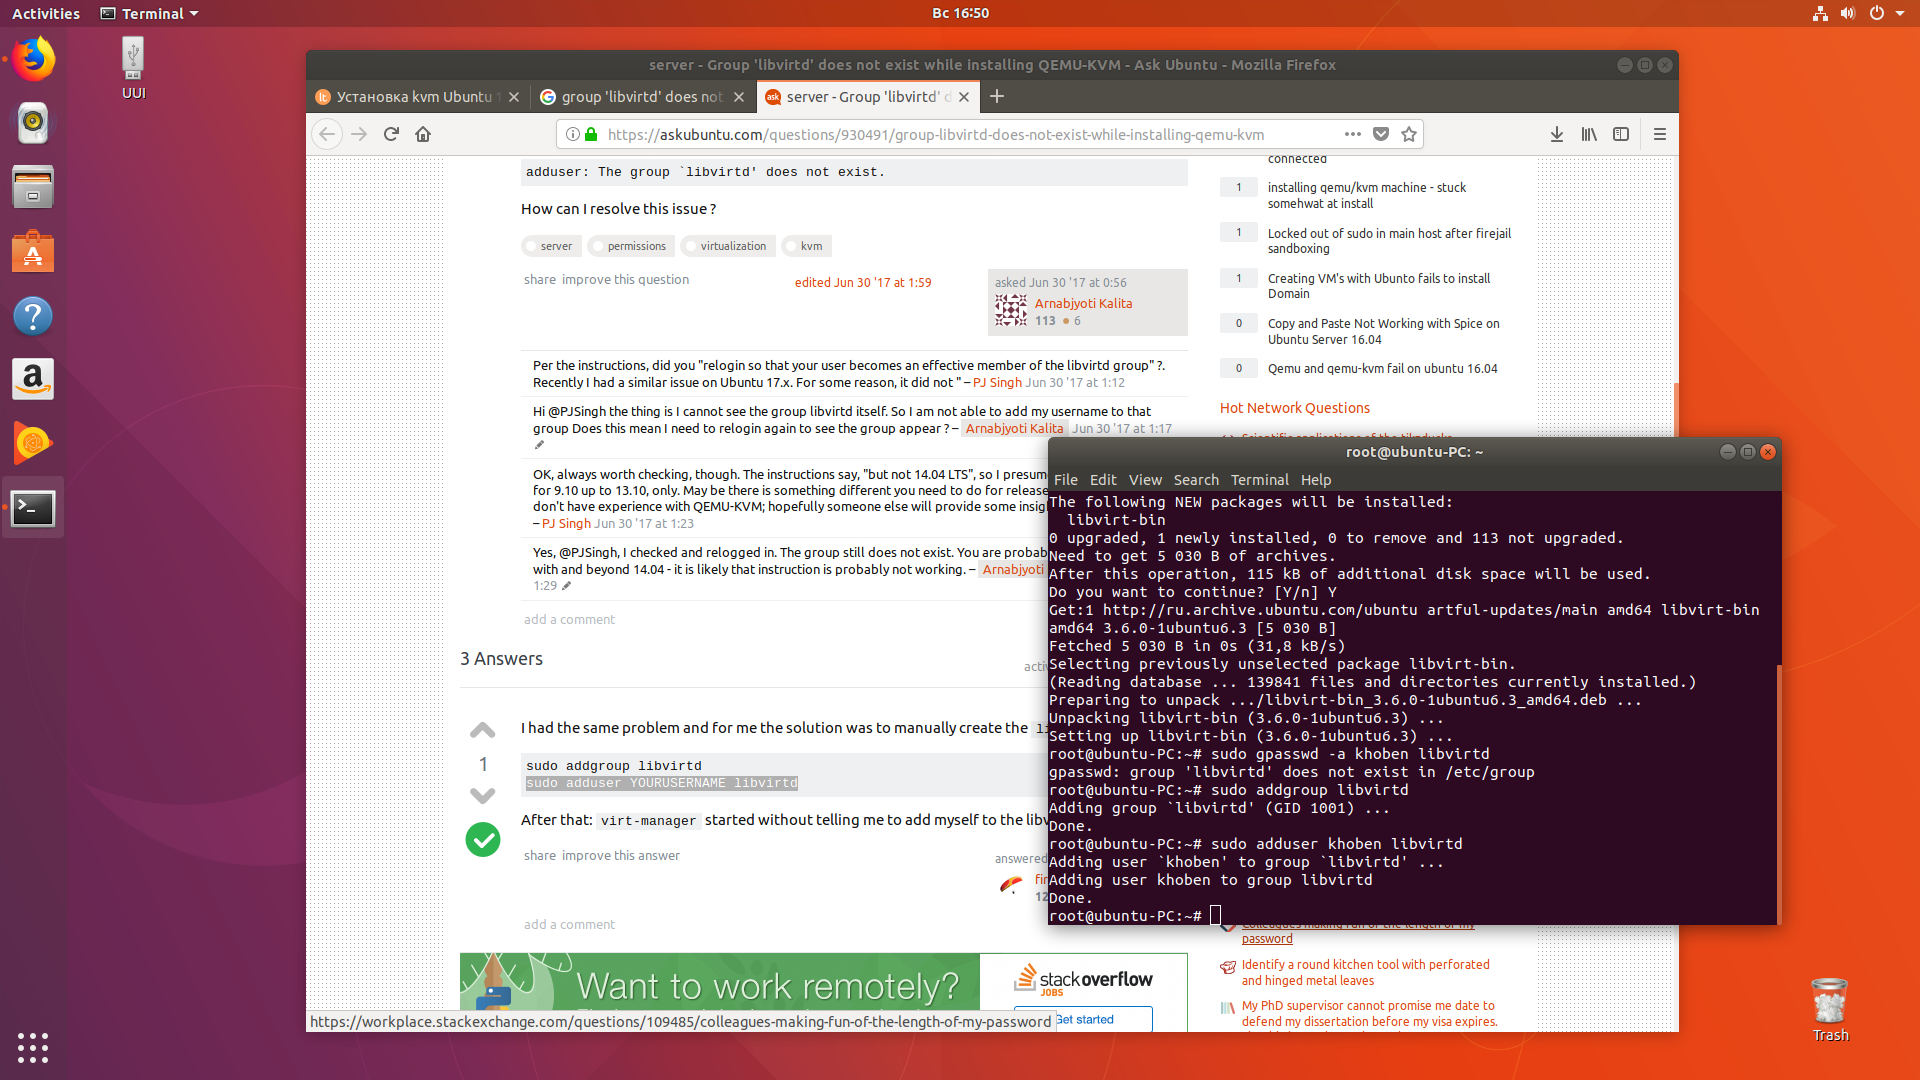 Activities
Terminal
Вс 16:50
UUI
server - Group 'libvirtd' does not exist while installing QEMU-KVM - Ask Ubuntu - Mozilla Firefox
Установка kvm Ubuntu
group 'libvirtd' does not
server - Group 'libvirtd'
https://askubuntu.com/questions/930491/group-libvirtd-does-not-exist-while-installing-qemu-kvm
adduser: The group `libvirtd' does not exist.
How can I resolve this issue ?
server
permissions
virtualization
kvm
share improve this question
edited Jun 30 '17 at 1:59
asked Jun 30 '17 at 0:56
Arnabjyoti Kalita
113 ● 6
Per the instructions, did you "relogin so that your user becomes an effective member of the libvirtd group" ?.
Recently I had a similar issue on Ubuntu 17.x. For some reason, it did not " – PJ Singh Jun 30 '17 at 1:12
Hi @PJSingh the thing is I cannot see the group libvirtd itself. So I am not able to add my username to that
group Does this mean I need to relogin again to see the group appear ? – Arnabjyoti Kalita Jun 30 '17 at 1:17
OK, always worth checking, though. The instructions say, "but not 14.04 LTS", so I presum
for 9.10 up to 13.10, only. May be there is something different you need to do for release
don't have experience with QEMU-KVM; hopefully someone else will provide some insig
– PJ Singh Jun 30 '17 at 1:23
Yes, @PJSingh, I checked and relogged in. The group still does not exist. You are probab
with and beyond 14.04 - it is likely that instruction is probably not working. – Arnabjyoti
1:29
add a comment
3 Answers
activ
1
I had the same problem and for me the solution was to manually create the li
sudo addgroup libvirtd
sudo adduser YOURUSERNAME libvirtd
After that: virt-manager started without telling me to add myself to the libv
share improve this answer
answered
fir
12
add a comment
Want to work remotely?
stackoverflow
JOBS
Get started
https://workplace.stackexchange.com/questions/109485/colleagues-making-fun-of-the-length-of-my-password
connected
1
installing qemu/kvm machine - stuck
somehwat at install
1
Locked out of sudo in main host after firejail
sandboxing
1
Creating VM's with Ubunto fails to install
Domain
0
Copy and Paste Not Working with Spice on
Ubuntu Server 16.04
0
Qemu and qemu-kvm fail on ubuntu 16.04
Hot Network Questions
root@ubuntu-PC: ~
File Edit View Search Terminal Help
The following NEW packages will be installed:
libvirt-bin
0 upgraded, 1 newly installed, 0 to remove and 113 not upgraded.
Need to get 5 030 B of archives.
After this operation, 115 kB of additional disk space will be used.
Do you want to continue? [Y/n] Y
Get:1 http://ru.archive.ubuntu.com/ubuntu artful-updates/main amd64 libvirt-bin
amd64 3.6.0-1ubuntu6.3 [5 030 B]
Fetched 5 030 B in 0s (31,8 kB/s)
Selecting previously unselected package libvirt-bin.
(Reading database ... 139841 files and directories currently installed.)
Preparing to unpack .../libvirt-bin_3.6.0-1ubuntu6.3_amd64.deb ...
Unpacking libvirt-bin (3.6.0-1ubuntu6.3) ...
Setting up libvirt-bin (3.6.0-1ubuntu6.3) ...
root@ubuntu-PC:~# sudo gpasswd -a khoben libvirtd
gpasswd: group 'libvirtd' does not exist in /etc/group
root@ubuntu-PC:~# sudo addgroup libvirtd
Adding group `libvirtd' (GID 1001) ...
Done.
root@ubuntu-PC:~# sudo adduser khoben libvirtd
Adding user `khoben' to group `libvirtd' ...
Adding user khoben to group libvirtd
Done.
root@ubuntu-PC:~#
Colleagues making fun of the length of my
password
Identify a round kitchen tool with perforated
and hinged metal leaves
My PhD supervisor cannot promise me date to
defend my dissertation before my visa expires.
Trash